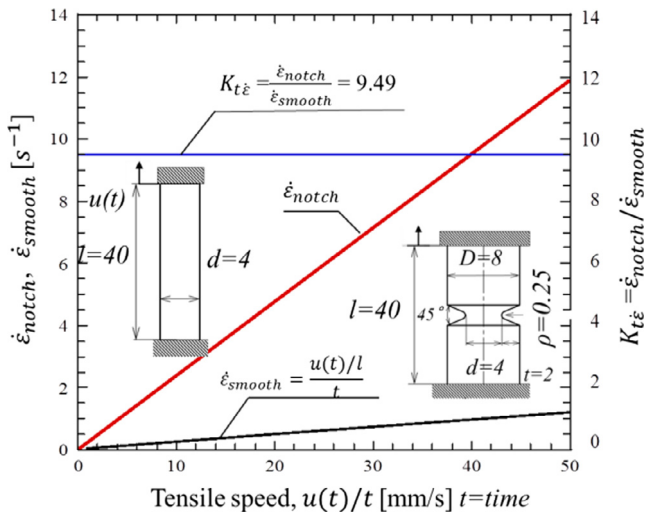 14
12
10
8
6
4
2
0
ε̇notch, ε̇smooth [s⁻¹]
Ktε̇ = ε̇notch / ε̇smooth = 9.49
u(t)
l=40
d=4
ε̇notch
D=8
l=40
45°
ρ=0.25
d=4
t=2
ε̇smooth = u(t)/l / t
14
12
10
8
6
4
2
0
Ktε̇ =ε̇notch/ε̇smooth
0 10 20 30 40 50
Tensile speed, u(t)/t [mm/s] t=time